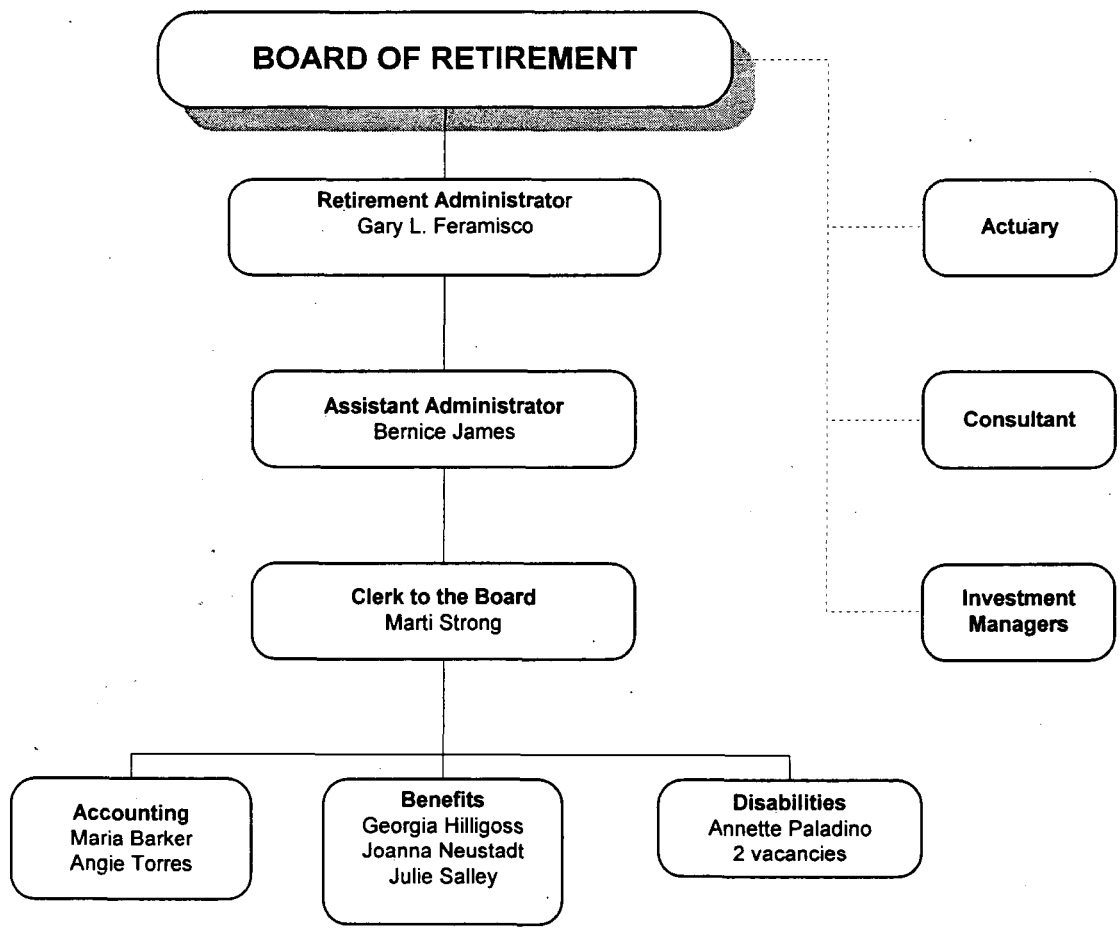 BOARD OF RETIREMENT
Retirement Administrator
Gary L. Feramisco
Actuary
Assistant Administrator
Bernice James
Consultant
Clerk to the Board
Marti Strong
Investment
Managers
Accounting
Maria Barker
Angie Torres
Benefits
Georgia Hilligoss
Joanna Neustadt
Julie Salley
Disabilities
Annette Paladino
2 vacancies